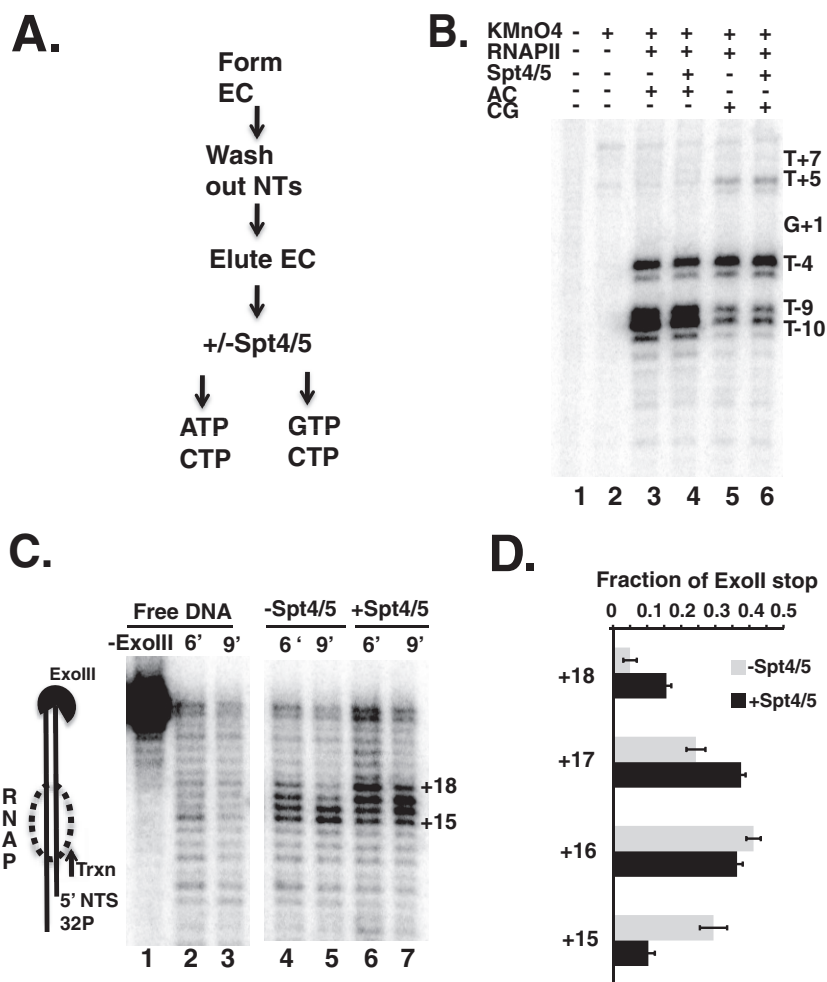 A.
Form
EC
Wash
out NTs
Elute EC
+/-Spt4/5
ATP
CTP
GTP
CTP
B.
KMnO4 - + + + + +
RNAPII - - + + + +
Spt4/5 - - - + - +
AC - - + + - -
CG - - - - + +
T+7
T+5
G+1
T-4
T-9
T-10
1 2 3 4 5 6
C.
Free DNA -Spt4/5 +Spt4/5
-ExoIII 6’ 9’ 6‘ 9’ 6’ 9’
ExoIII
RNAP
Trxn
5’ NTS
32P
+18
+15
1 2 3 4 5 6 7
D.
Fraction of ExoII stop
0 0.1 0.2 0.3 0.4 0.5
-Spt4/5
+Spt4/5
+18
+17
+16
+15